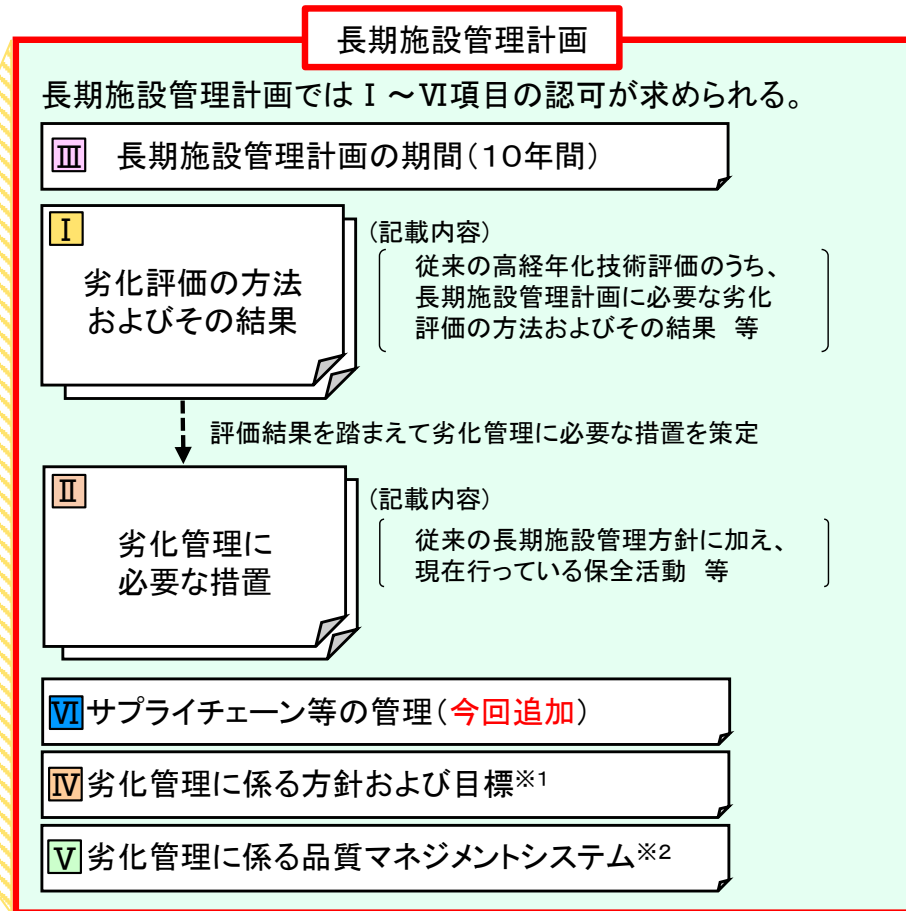 長期施設管理計画
長期施設管理計画ではⅠ～Ⅵ項目の認可が求められる。
Ⅲ 長期施設管理計画の期間（１０年間）
Ⅰ
劣化評価の方法
およびその結果
(記載内容)
従来の高経年化技術評価のうち、
長期施設管理計画に必要な劣化
評価の方法およびその結果 等
評価結果を踏まえて劣化管理に必要な措置を策定
Ⅱ
劣化管理に
必要な措置
(記載内容)
従来の長期施設管理方針に加え、
現在行っている保全活動 等
Ⅵ サプライチェーン等の管理（今回追加）
Ⅳ 劣化管理に係る方針および目標※1
Ⅴ 劣化管理に係る品質マネジメントシステム※2